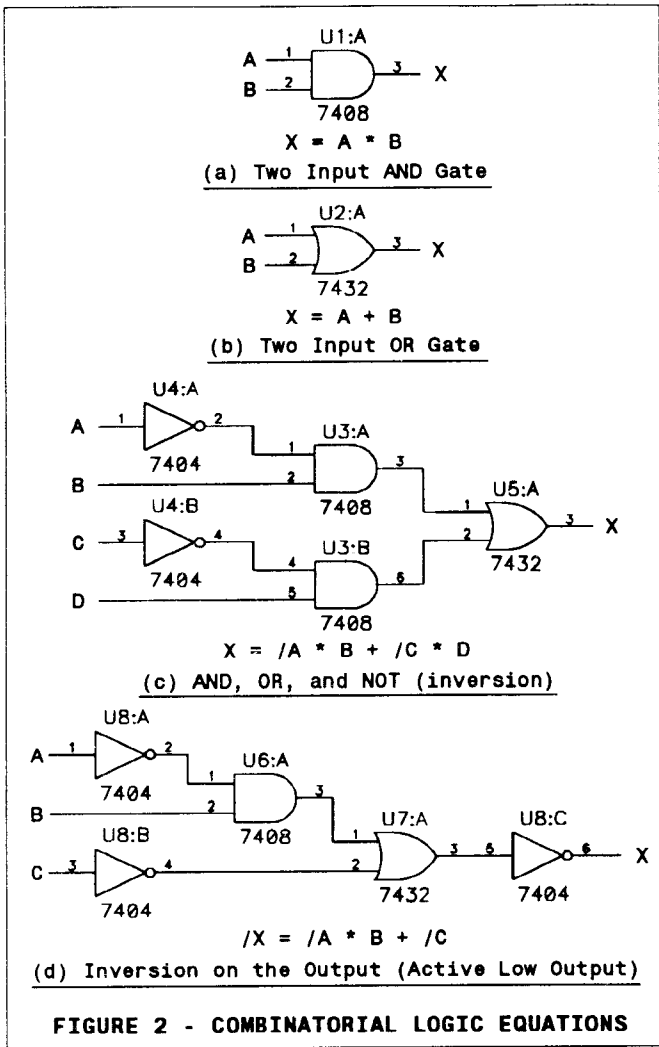 U1:A
A 1
B 2
3 X
7408
X = A * B
(a) Two Input AND Gate
U2:A
A 1
B 2
3 X
7432
X = A + B
(b) Two Input OR Gate
U4:A
A 1 2
7404
U3:A
1
B 2
3
7408
U4:B
C 3 4
7404
U3:B
4
D 5
6
7408
U5:A
1
2
3 X
7432
X = /A * B + /C * D
(c) AND, OR, and NOT (inversion)
U8:A
A 1 2
7404
U6:A
1
B 2
3
7408
U8:B
C 3 4
7404
U7:A
1
2
3
7432
U8:C
5 6 X
7404
/X = /A * B + /C
(d) Inversion on the Output (Active Low Output)
FIGURE 2 - COMBINATORIAL LOGIC EQUATIONS